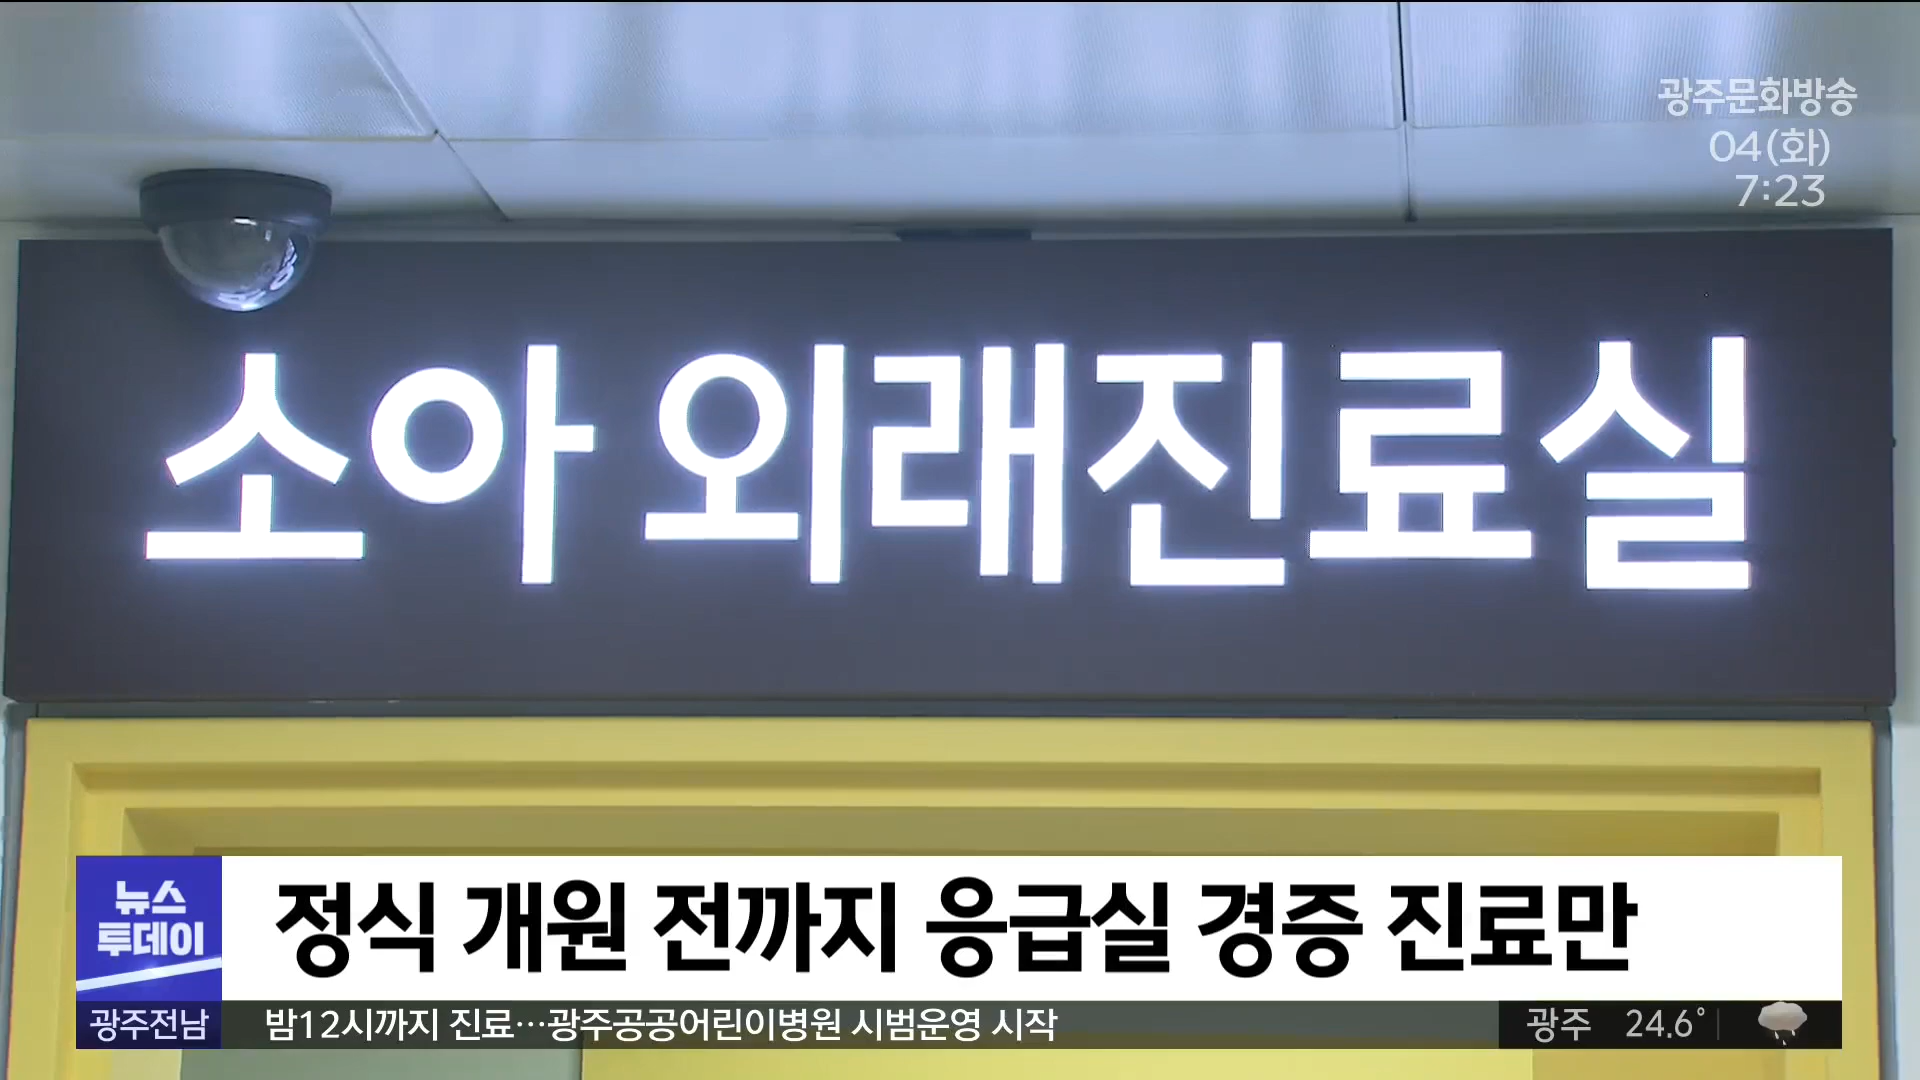 광주문화방송
04(화)
7:23
소아 외래진료실
뉴스
투데이
정식 개원 전까지 응급실 경증 진료만
광주전남
밤12시까지 진료…광주공공어린이병원 시범운영 시작
광주 24.6°